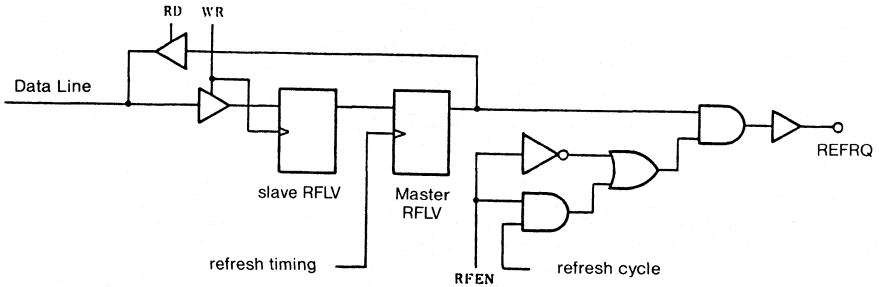 RD WR
Data Line
REFRQ
slave RFLV
Master
RFLV
refresh timing
RFEN
refresh cycle